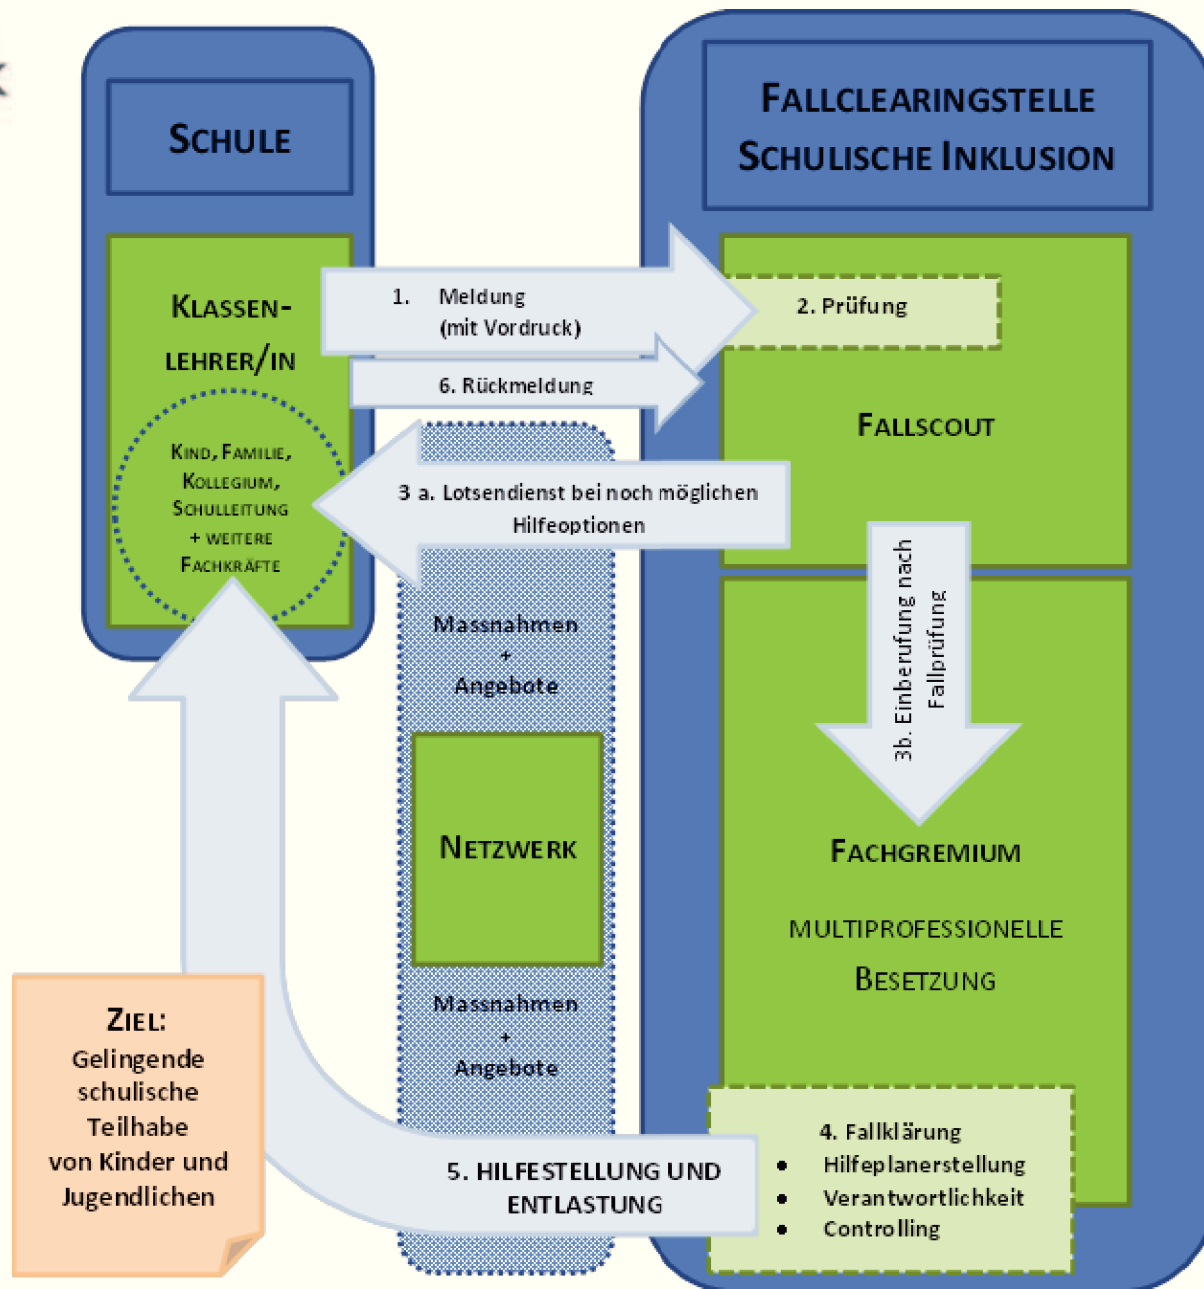 SCHULE
KLASSEN-
LEHRER/IN
KIND, FAMILIE,
KOLLEGIUM,
SCHULLEITUNG
+ WEITERE
FACHKRÄFTE
FALLCLEARINGSTELLE
SCHULISCHE INKLUSION
1. Meldung
(mit Vordruck)
2. Prüfung
6. Rückmeldung
FALLSCOUT
3 a. Lotsendienst bei noch möglichen
Hilfeoptionen
3b. Einberufung nach
Fallprüfung
Massnahmen
+
Angebote
NETZWERK
Massnahmen
+
Angebote
FACHGREMIUM
MULTIPROFESSIONELLE
BESETZUNG
4. Fallklärung
• Hilfeplanerstellung
• Verantwortlichkeit
• Controlling
5. HILFESTELLUNG UND
ENTLASTUNG
ZIEL:
Gelingende
schulische
Teilhabe
von Kinder und
Jugendlichen